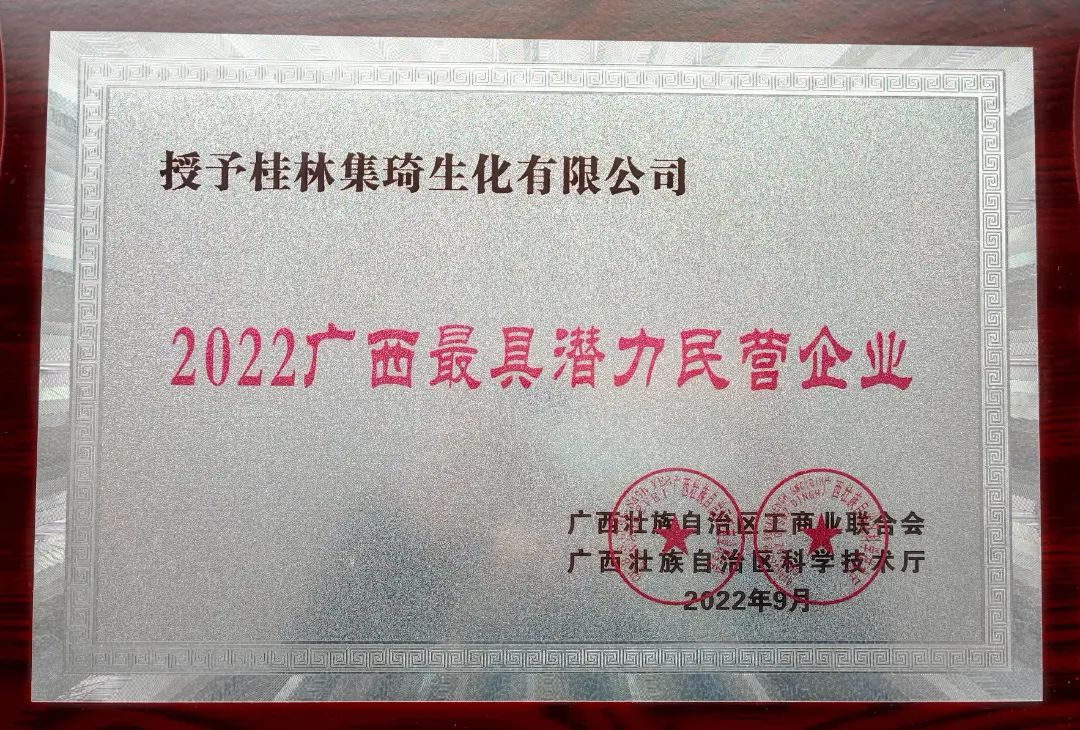 授予桂林集琦生化有限公司
2022广西最具潜力民营企业
广西壮族自治区工商业联合会
广西壮族自治区科学技术厅
2022年9月